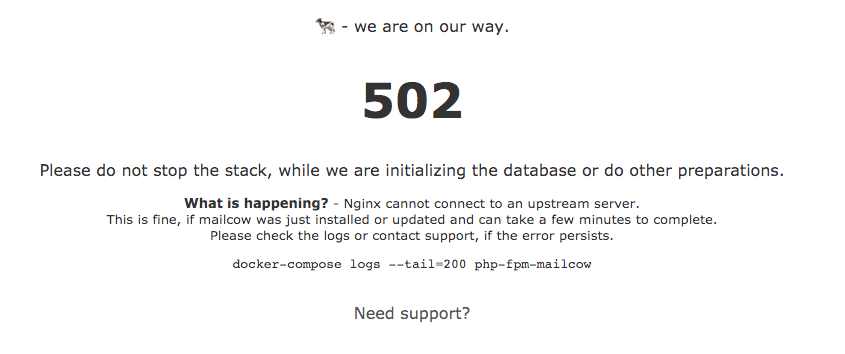 🐄 - we are on our way.
502
Please do not stop the stack, while we are initializing the database or do other preparations.
What is happening? - Nginx cannot connect to an upstream server.
This is fine, if mailcow was just installed or updated and can take a few minutes to complete.
Please check the logs or contact support, if the error persists.
docker-compose logs --tail=200 php-fpm-mailcow
Need support?